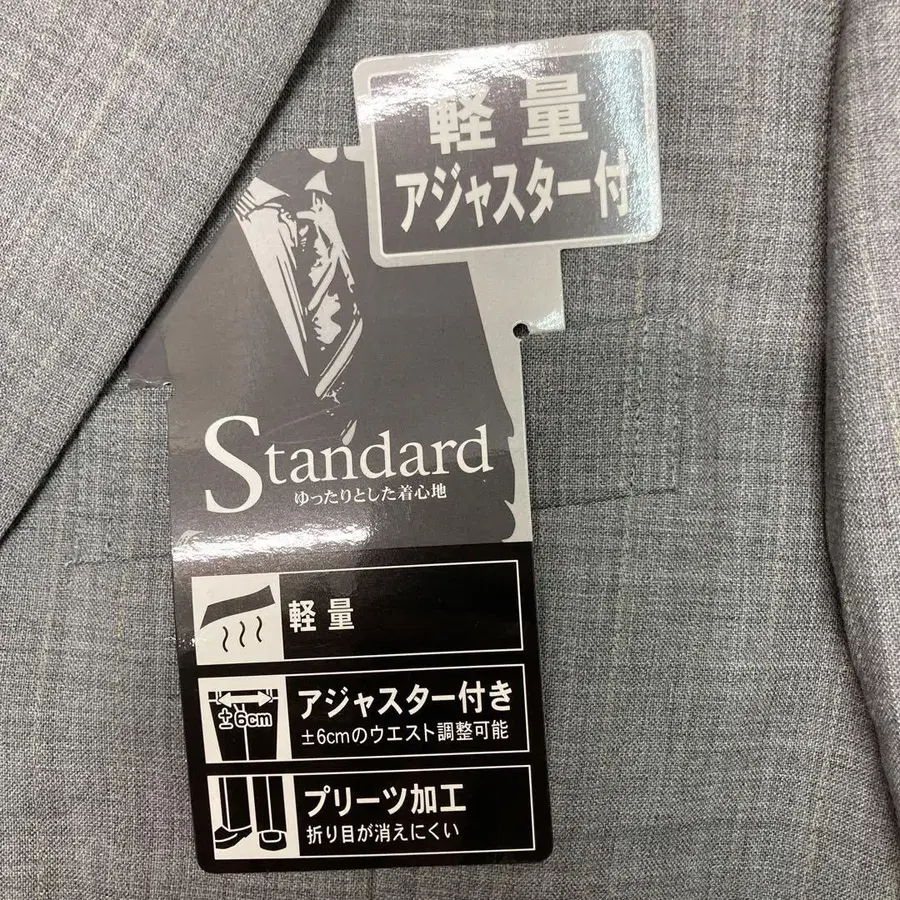 軽量
アジャスター付
Standard
ゆったりとした着心地
軽量
±6cm
アジャスター付き
±6cmのウエスト調整可能
プリーツ加工
折り目が消えにくい